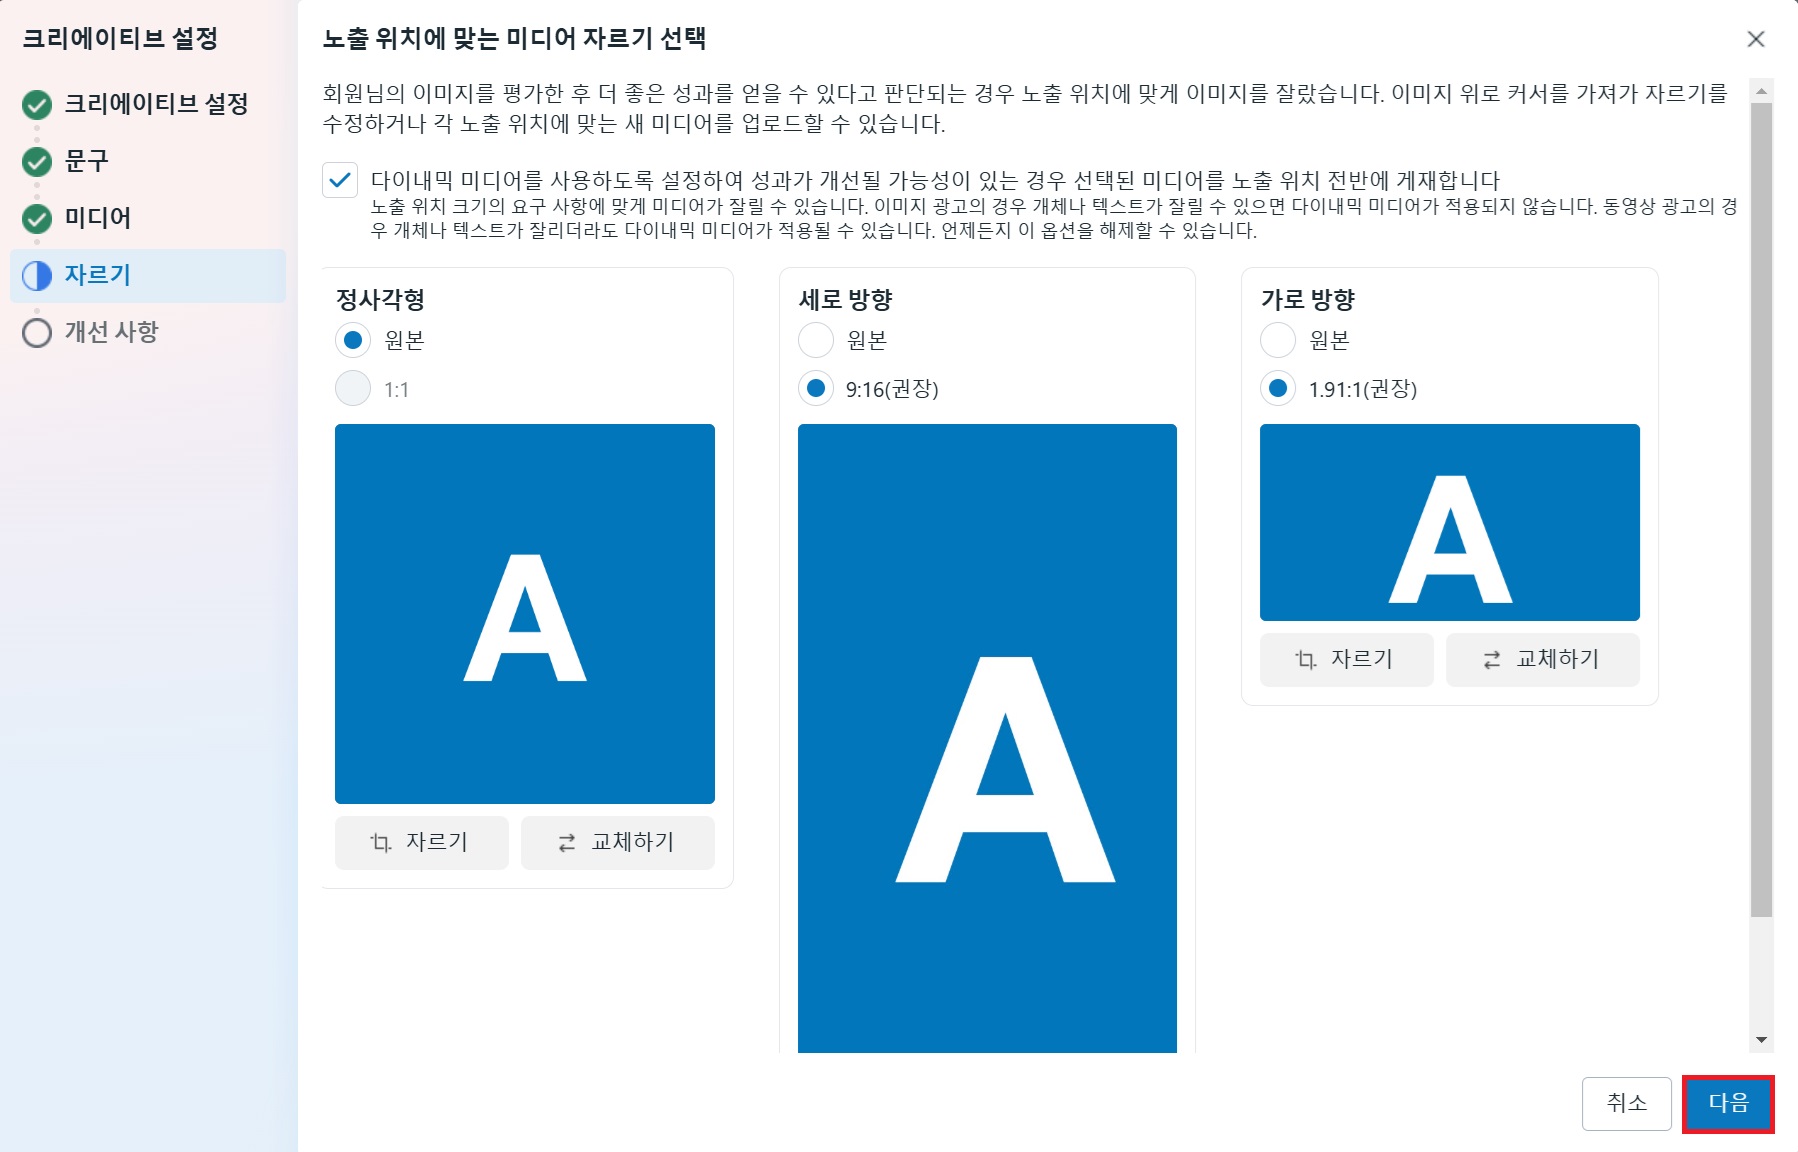 크리에이티브 설정
크리에이티브 설정
문구
미디어
자르기
개선 사항
노출 위치에 맞는 미디어 자르기 선택
회원님의 이미지를 평가한 후 더 좋은 성과를 얻을 수 있다고 판단되는 경우 노출 위치에 맞게 이미지를 잘랐습니다. 이미지 위로 커서를 가져가 자르기를
수정하거나 각 노출 위치에 맞는 새 미디어를 업로드할 수 있습니다.
다이내믹 미디어를 사용하도록 설정하여 성과가 개선될 가능성이 있는 경우 선택된 미디어를 노출 위치 전반에 게재합니다
노출 위치 크기의 요구 사항에 맞게 미디어가 잘릴 수 있습니다. 이미지 광고의 경우 개체나 텍스트가 잘릴 수 있으면 다이내믹 미디어가 적용되지 않습니다. 동영상 광고의 경
우 개체나 텍스트가 잘리더라도 다이내믹 미디어가 적용될 수 있습니다. 언제든지 이 옵션을 해제할 수 있습니다.
정사각형
원본
1:1
A
자르기
교체하기
세로 방향
원본
9:16(권장)
A
가로 방향
원본
1.91:1(권장)
A
자르기
교체하기
취소
다음